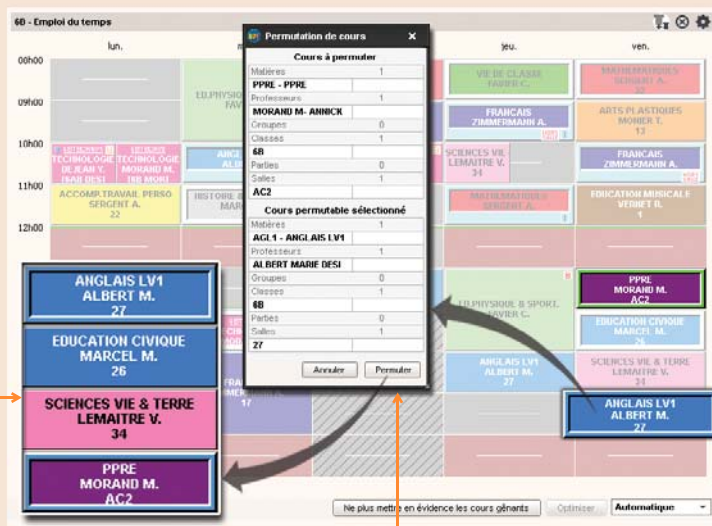 6B - Emploi du temps
lun.
jeu.
ven.
00h00
09h00
10h00
11h00
12h00
Permutation de cours
Cours à permuter
Matières 1
PPRE - PPRE
Professeurs 1
MORAND M- ANNICK
Groupes 0
Classes 1
6B
Parties 0
Salles 1
AC2
Cours permutable sélectionné
Matières 1
AGL1 - ANGLAIS LV1
Professeurs 1
ALBERT MARIE DESI
Groupes 0
Classes 1
6B
Parties 0
Salles 1
27
Annuler
Permuter
TECHNOLOGIE
DEJEAN Y.
TECHNOLOGIE
MORAND M.
ACCOMP.TRAVAIL PERSO
SERGENT A.
22
VIE DE CLASSE
FAVIER C.
FRANCAIS
ZIMMERMANN A.
SCIENCES VIE
LEMAITRE V.
34
MATHEMATIQUES
SERGENT A.
ED.PHYSIQUE & SPORT.
FAVIER C.
ANGLAIS LV1
ALBERT M.
27
MATHEMATIQUES
SERGENT A.
ARTS PLASTIQUES
MONIER T.
13
FRANCAIS
ZIMMERMANN A.
EDUCATION MUSICALE
VERNET B.
1
PPRE
MORAND M.
AC2
EDUCATION CIVIQUE
MARCEL M.
26
SCIENCES VIE & TERRE
LEMAITRE V.
34
ANGLAIS LV1
ALBERT M.
27
ANGLAIS LV1
ALBERT M.
27
EDUCATION CIVIQUE
MARCEL M.
26
SCIENCES VIE & TERRE
LEMAITRE V.
34
PPRE
MORAND M.
AC2
17
Ne plus mettre en évidence les cours gênants
Optimiser
Automatique